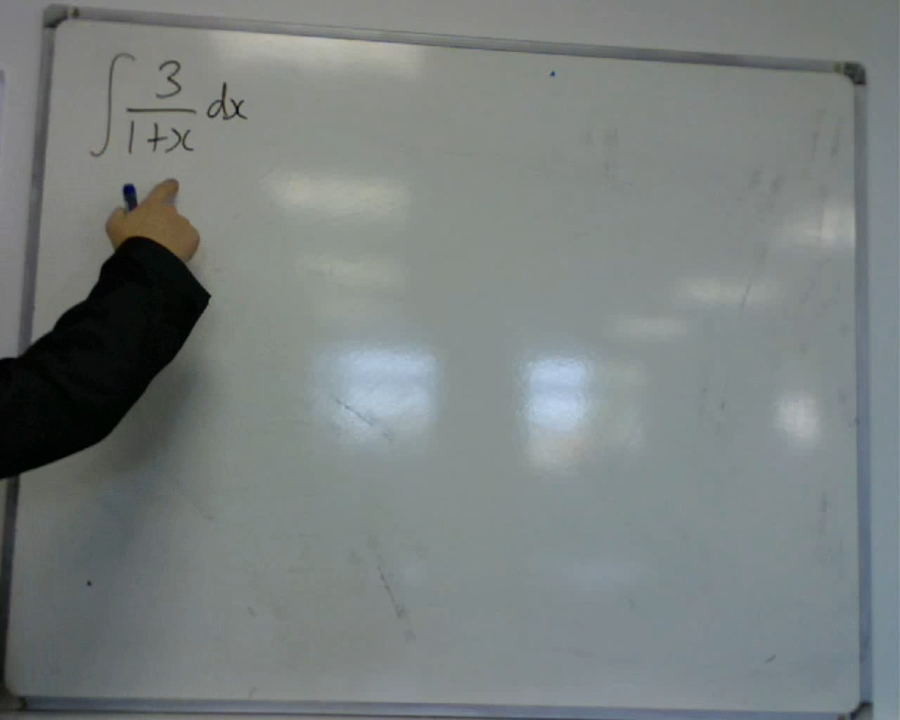 ∫ 3/(1+x) dx